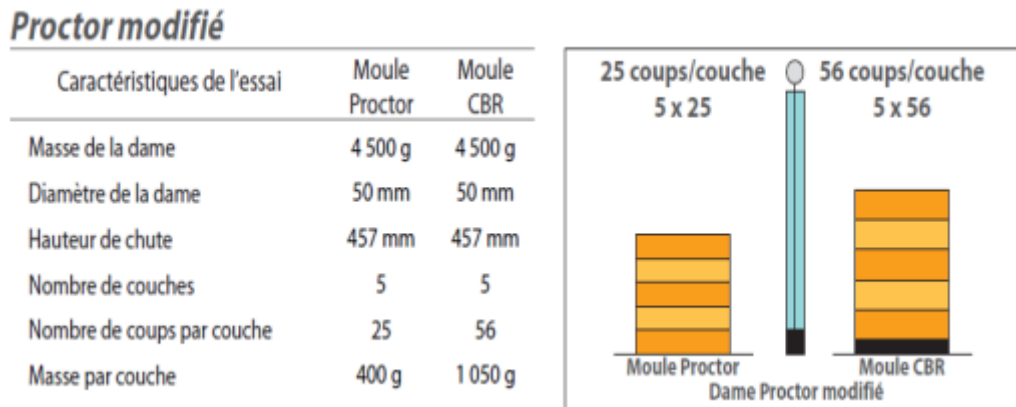 Proctor modifié
Caractéristiques de l'essai Moule Proctor Moule CBR
Masse de la dame 4 500 g 4 500 g
Diamètre de la dame 50 mm 50 mm
Hauteur de chute 457 mm 457 mm
Nombre de couches 5 5
Nombre de coups par couche 25 56
Masse par couche 400 g 1 050 g
25 coups/couche 56 coups/couche
5 x 25 5 x 56
Moule Proctor Moule CBR
Dame Proctor modifié